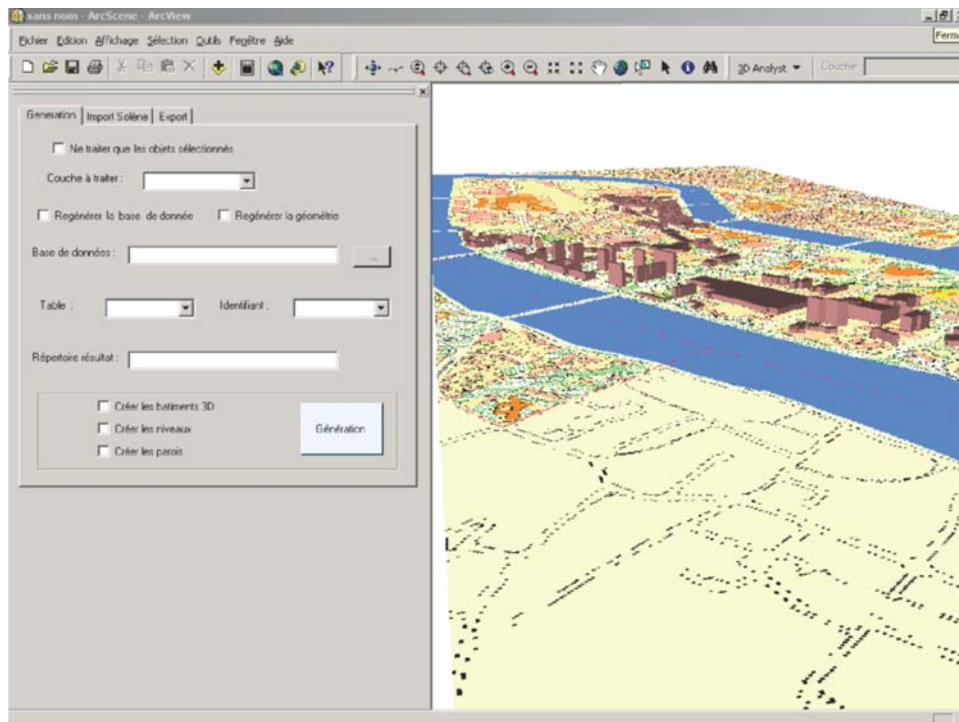 sans nom - ArcScene - ArcView
Ferm
Fichier Edition Affichage Sélection Outils Fenêtre Aide
3D Analyst Couche
Generation Import Solène Export
Ne traiter que les objets sélectionnés
Couche à traiter :
Regénérer la base de donnée Regénérer la géométrie
Base de données : ...
Table : Identifiant :
Répertoire résultat :
Créer les batiments 3D
Créer les niveaux
Créer les parois
Génération